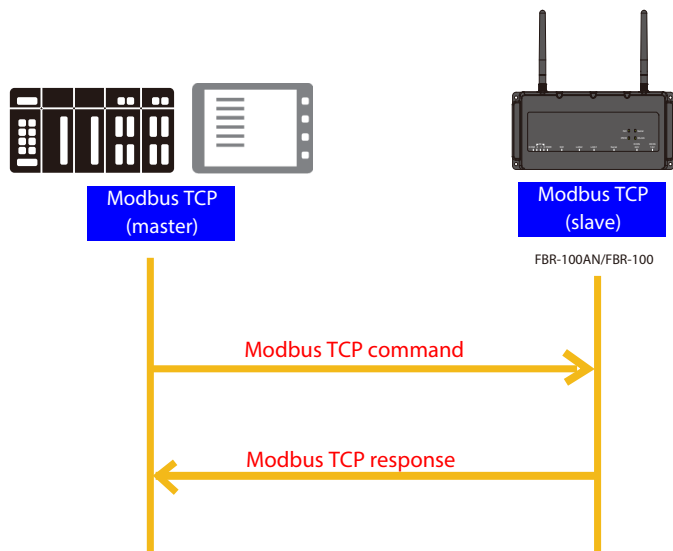 Modbus TCP
(master)
Modbus TCP
(slave)
FBR-100AN/FBR-100
Modbus TCP command
Modbus TCP response